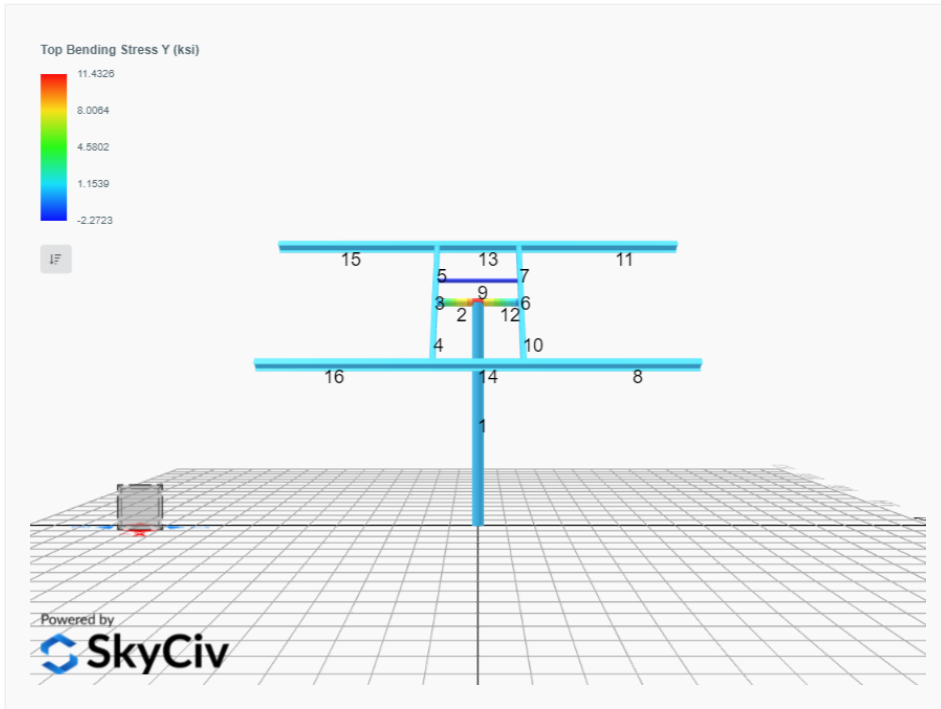 Top Bending Stress Y (ksi)
11.4326
8.0064
4.5802
1.1539
-2.2723
15 13 11
5 7
9
3 6
2 12
4 10
16 14 8
1
Powered by
SkyCiv